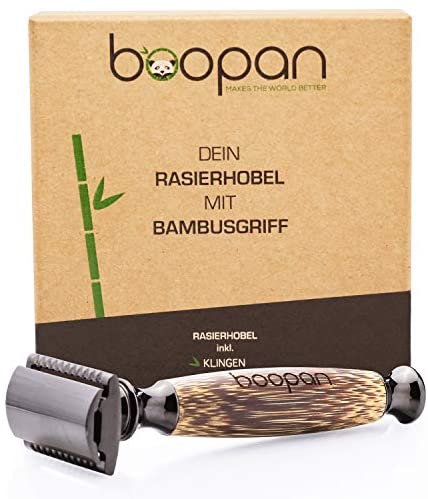 boopan
MAKES THE WORLD BETTER
DEIN
RASIERHOBEL
MIT
BAMBUSGRIFF
RASIERHOBEL
inkl.
KLINGEN
boopan